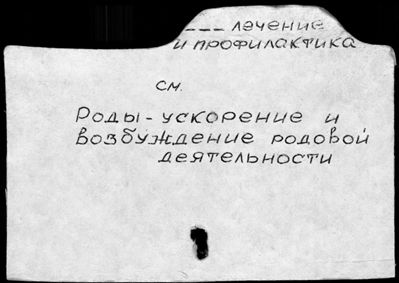 --- лечение
и профилактика
см.
Роды - ускорение и
возбуждение родовой
деятельности